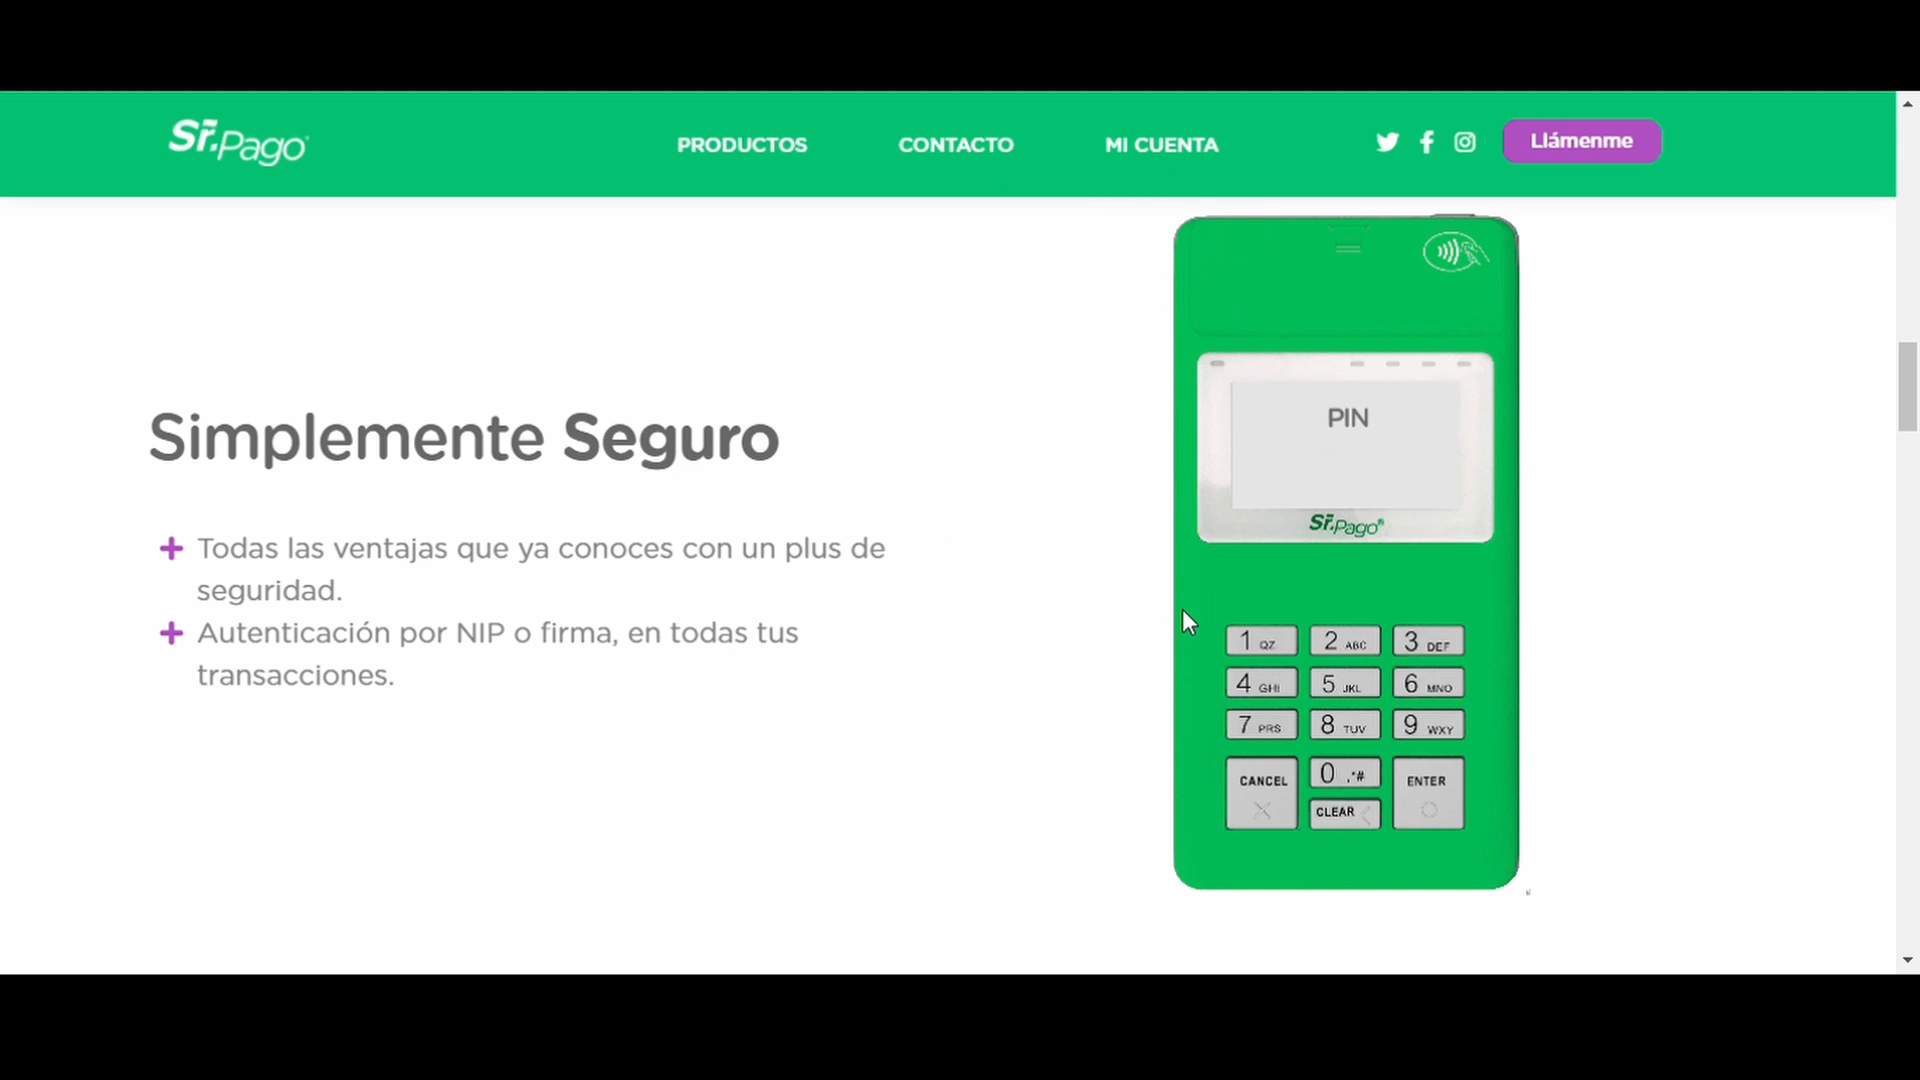 Sr.Pago
PRODUCTOS
CONTACTO
MI CUENTA
Llámenme
PIN
Sr.Pago®
Simplemente Seguro
Todas las ventajas que ya conoces con un plus de
seguridad.
Autenticación por NIP o firma, en todas tus
transacciones.
1 QZ
2 ABC
3 DEF
4 GHI
5 JKL
6 MNO
7 PRS
8 TUV
9 WXY
CANCEL
0 .*#
ENTER
CLEAR